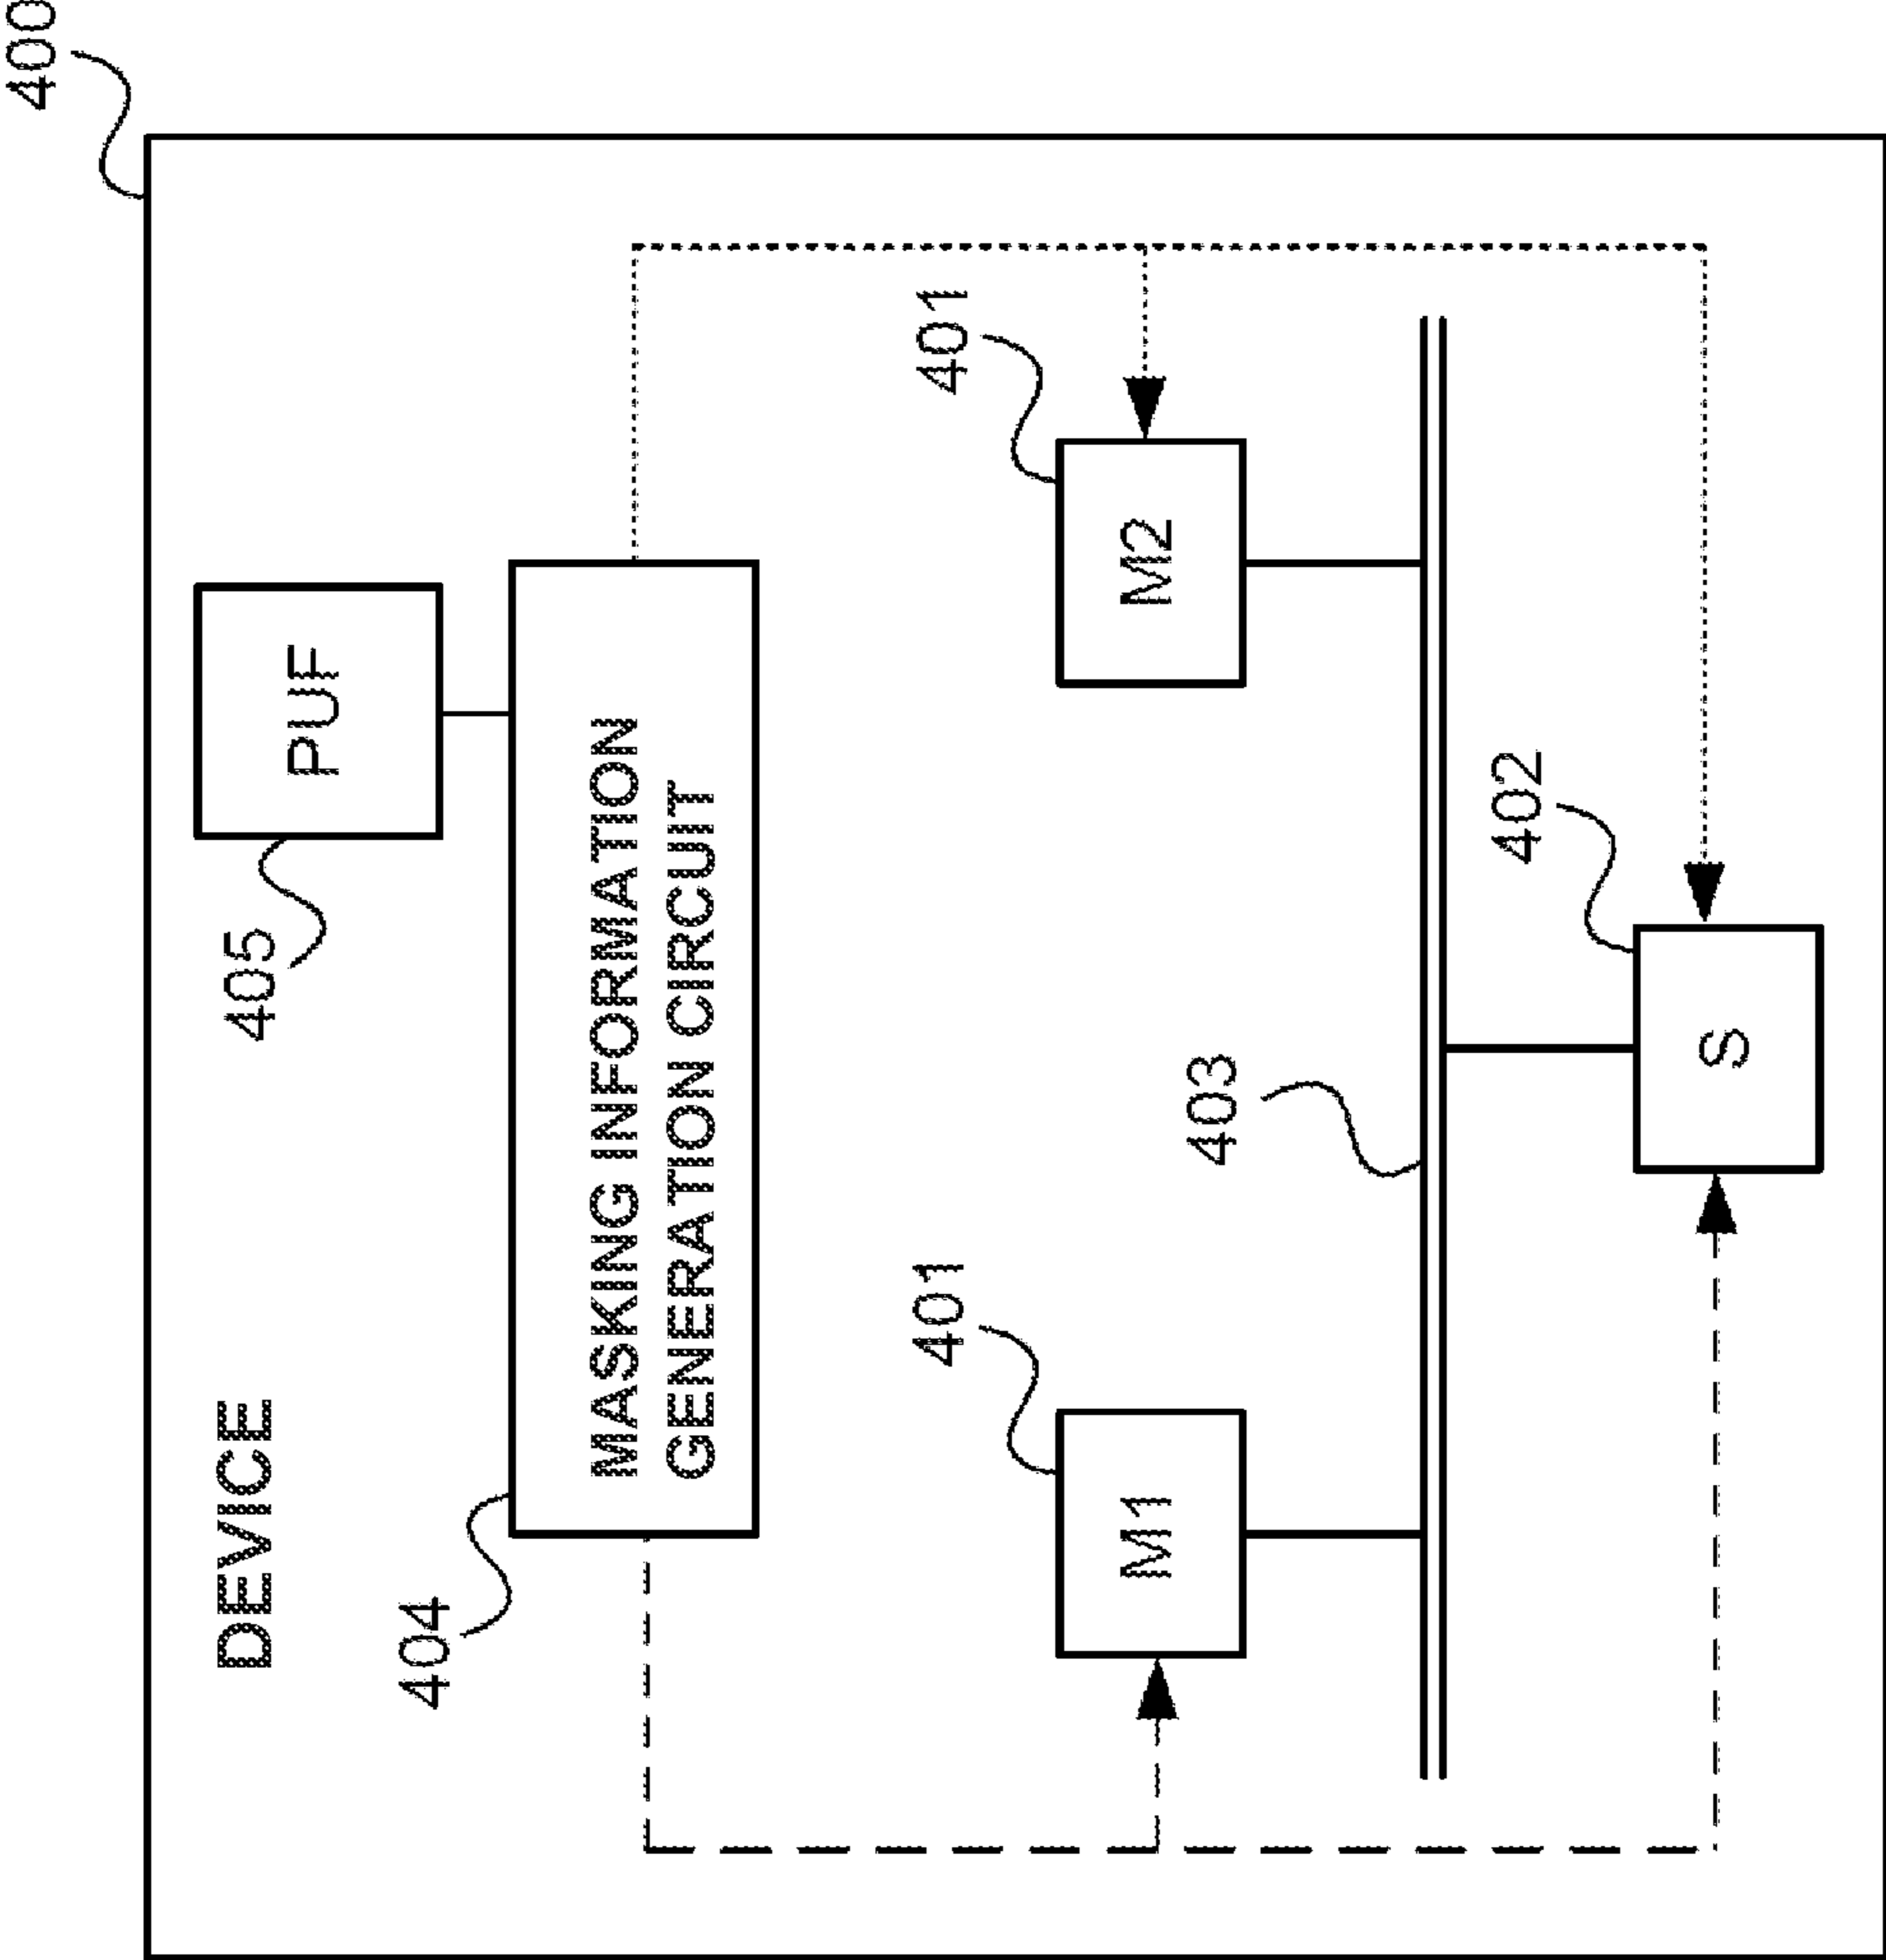 400
DEVICE
405
PUF
404
MASKING INFORMATION
GENERATION CIRCUIT
401
401
M1
M2
403
402
S